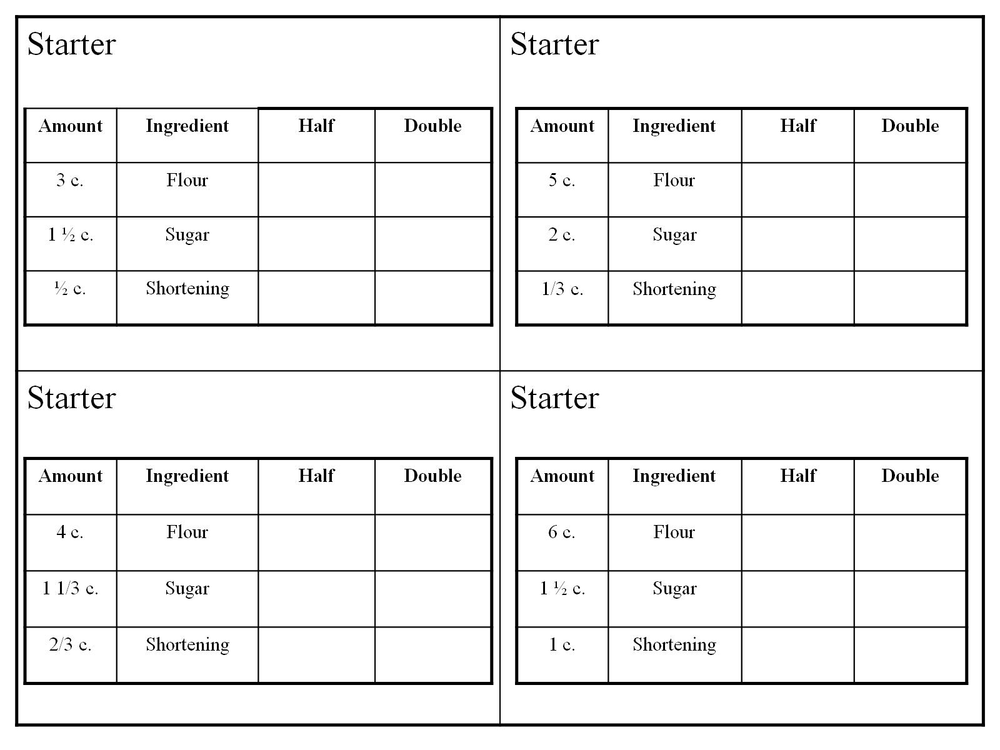 Starter
Amount Ingredient Half Double
3 c. Flour
1 ½ c. Sugar
½ c. Shortening
Starter
Amount Ingredient Half Double
5 c. Flour
2 c. Sugar
1/3 c. Shortening
Starter
Amount Ingredient Half Double
4 c. Flour
1 1/3 c. Sugar
2/3 c. Shortening
Starter
Amount Ingredient Half Double
6 c. Flour
1 ½ c. Sugar
1 c. Shortening